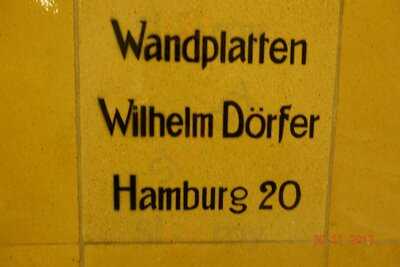 Wandplatten
Wilhelm Dörfer
Hamburg 20